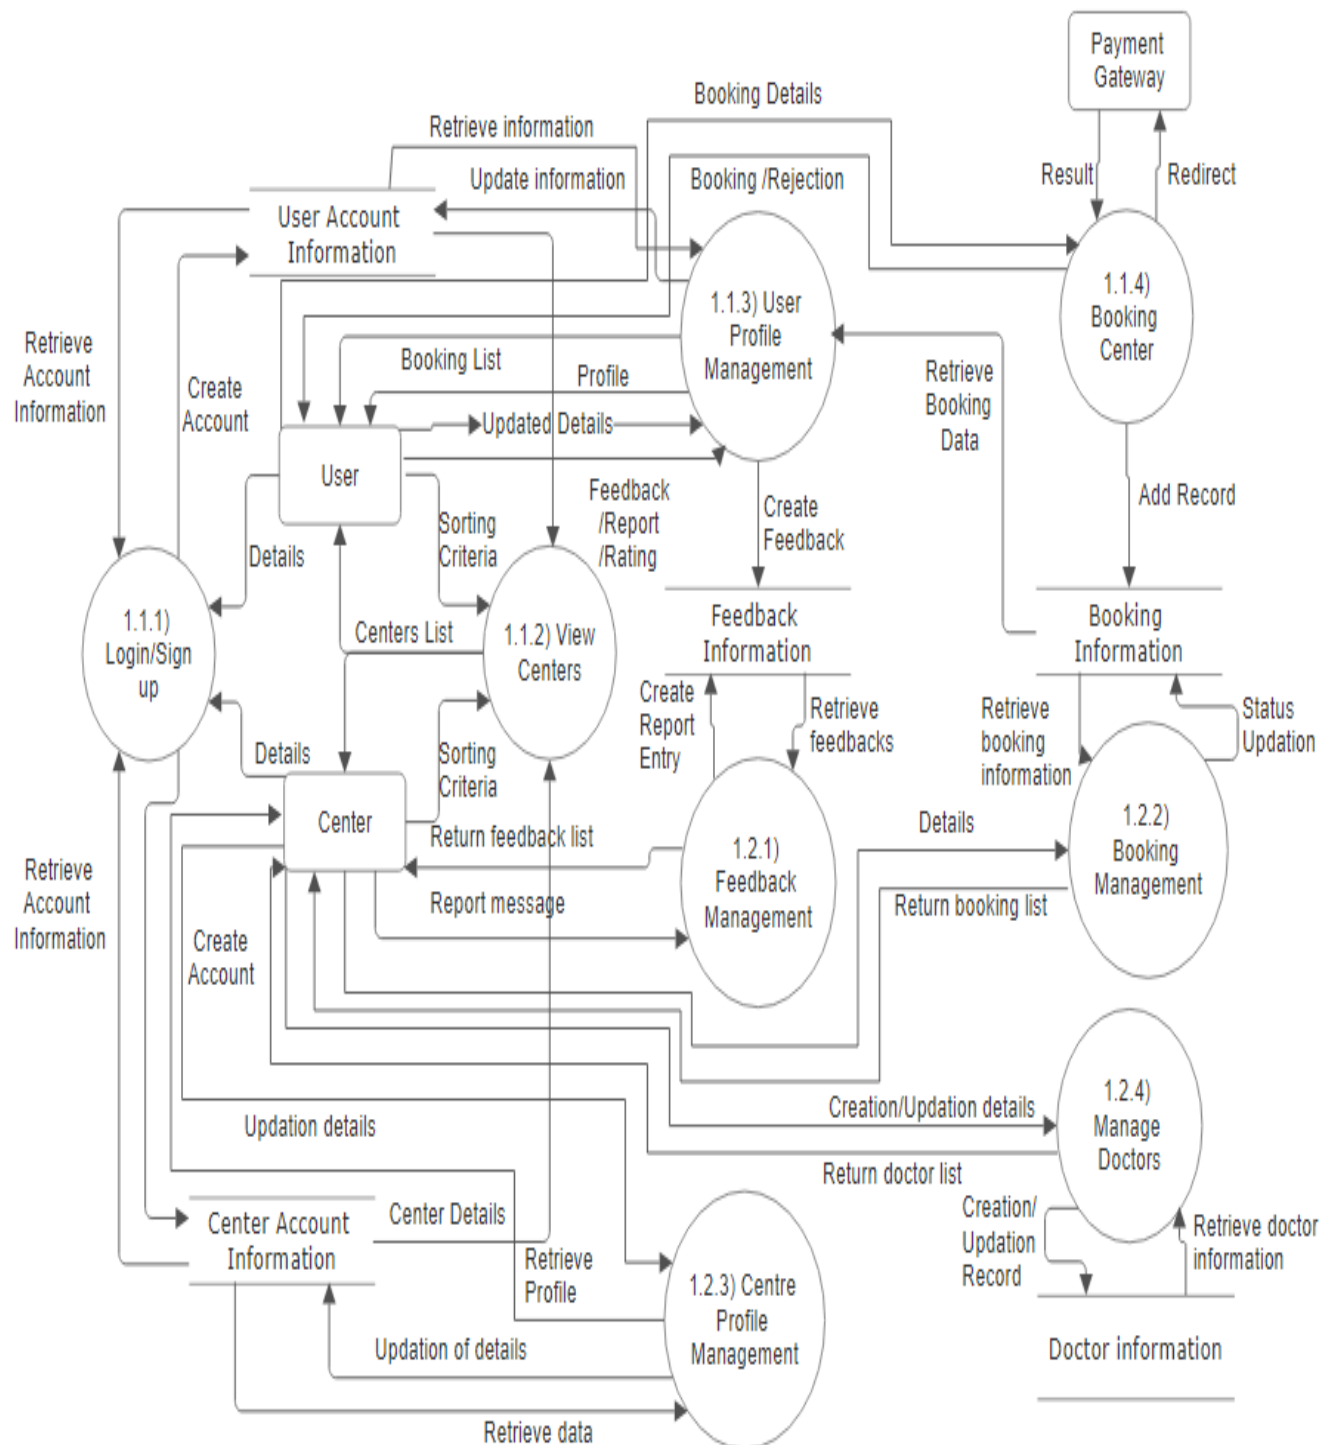 Payment
Gateway
Booking Details
Retrieve information
Update information
Booking /Rejection
Result
Redirect
User Account
Information
1.1.3) User
Profile
Management
1.1.4)
Booking
Center
Retrieve
Account
Information
Create
Account
Booking List
Profile
Retrieve
Booking
Data
Updated Details
User
Feedback
/Report
/Rating
Create
Feedback
Add Record
Sorting
Criteria
Details
1.1.1)
Login/Sign
up
Centers List
1.1.2) View
Centers
Feedback
Information
Booking
Information
Create
Report
Entry
Retrieve
feedbacks
Retrieve
booking
information
Status
Updation
Details
Sorting
Criteria
Center
Return feedback list
Details
1.2.1)
Feedback
Management
1.2.2)
Booking
Management
Retrieve
Account
Information
Report message
Return booking list
Create
Account
Updation details
Creation/Updation details
1.2.4)
Manage
Doctors
Return doctor list
Center Account
Information
Center Details
Creation/
Updation
Record
Retrieve doctor
information
Retrieve
Profile
1.2.3) Centre
Profile
Management
Updation of details
Doctor information
Retrieve data